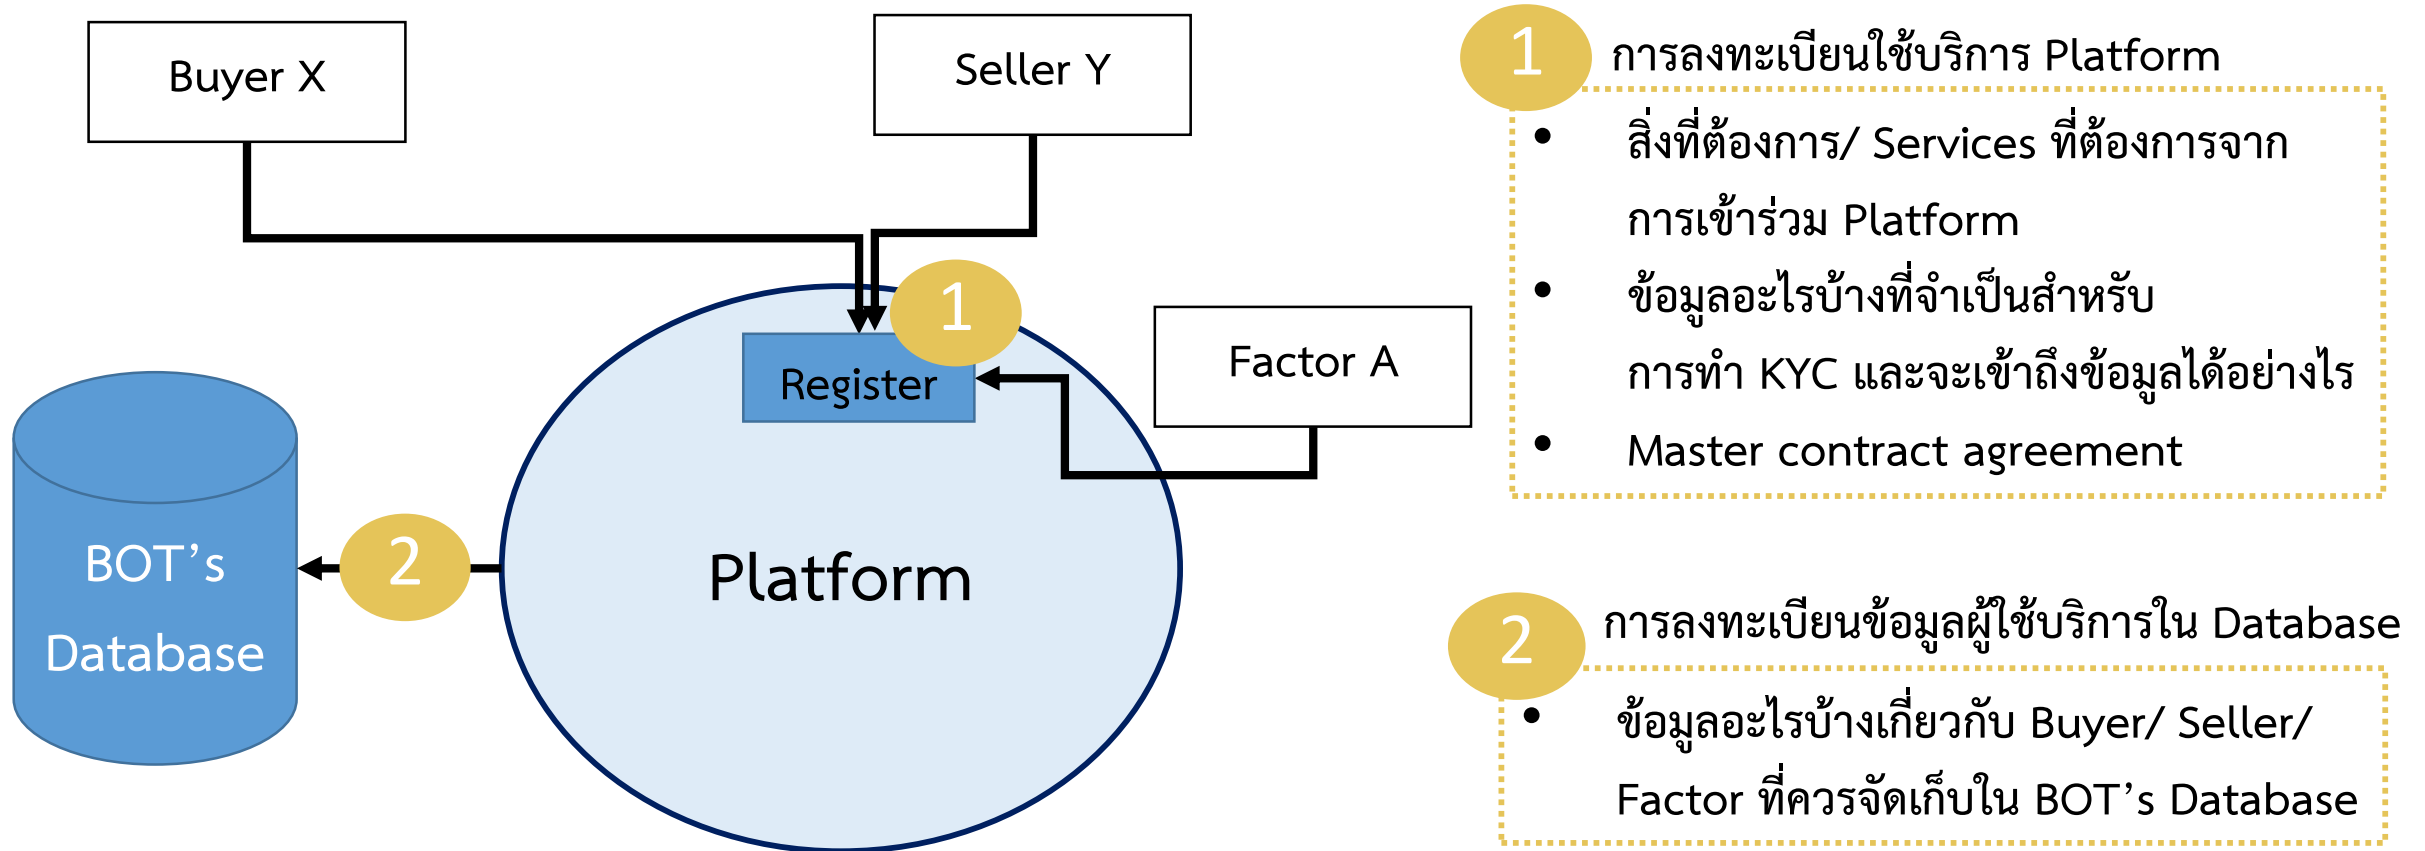 Buyer X
Seller Y
1
Register
Factor A
Platform
2
BOT’s
Database
1
การลงทะเบียนใช้บริการ Platform
• สิ่งที่ต้องการ/ Services ที่ต้องการจาก
การเข้าร่วม Platform
• ข้อมูลอะไรบ้างที่จำเป็นสำหรับ
การทำ KYC และจะเข้าถึงข้อมูลได้อย่างไร
• Master contract agreement
2
การลงทะเบียนข้อมูลผู้ใช้บริการใน Database
• ข้อมูลอะไรบ้างเกี่ยวกับ Buyer/ Seller/
Factor ที่ควรจัดเก็บใน BOT’s Database